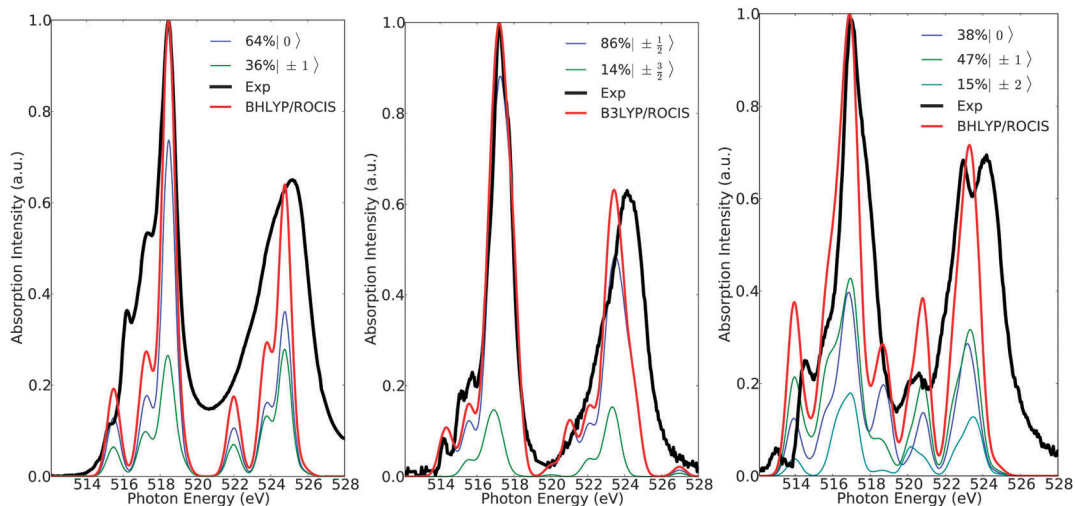 64%| 0 ⟩
36%| ± 1 ⟩
Exp
BHLYP/ROCIS
Absorption Intensity (a.u.)
1.0
0.8
0.6
0.4
0.2
0.0
514 516 518 520 522 524 526 528
Photon Energy (eV)
86%| ± 1/2 ⟩
14%| ± 3/2 ⟩
Exp
B3LYP/ROCIS
Absorption Intensity (a.u.)
1.0
0.8
0.6
0.4
0.2
0.0
514 516 518 520 522 524 526 528
Photon Energy (eV)
38%| 0 ⟩
47%| ± 1 ⟩
15%| ± 2 ⟩
Exp
BHLYP/ROCIS
Absorption Intensity (a.u.)
1.0
0.8
0.6
0.4
0.2
0.0
514 516 518 520 522 524 526 528
Photon Energy (eV)